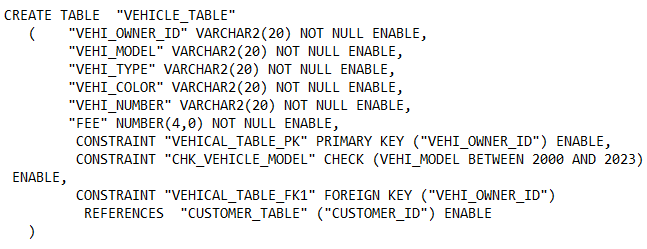 CREATE TABLE  "VEHICLE_TABLE"
   (    "VEHI_OWNER_ID" VARCHAR2(20) NOT NULL ENABLE,
        "VEHI_MODEL" VARCHAR2(20) NOT NULL ENABLE,
        "VEHI_TYPE" VARCHAR2(20) NOT NULL ENABLE,
        "VEHI_COLOR" VARCHAR2(20) NOT NULL ENABLE,
        "VEHI_NUMBER" VARCHAR2(20) NOT NULL ENABLE,
        "FEE" NUMBER(4,0) NOT NULL ENABLE,
         CONSTRAINT "VEHICAL_TABLE_PK" PRIMARY KEY ("VEHI_OWNER_ID") ENABLE,
         CONSTRAINT "CHK_VEHICLE_MODEL" CHECK (VEHI_MODEL BETWEEN 2000 AND 2023)
 ENABLE,
         CONSTRAINT "VEHICAL_TABLE_FK1" FOREIGN KEY ("VEHI_OWNER_ID")
          REFERENCES  "CUSTOMER_TABLE" ("CUSTOMER_ID") ENABLE
   )